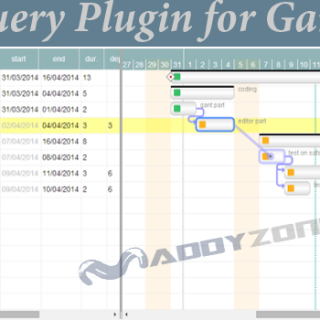 uery Plugin for Ga
start end dur. dep
27 28 29 30 31 1 2 3 4 5 6 7 8 9 10 11 12 13
31/03/2014 16/04/2014 13
31/03/2014 04/04/2014 5 coding
31/03/2014 01/04/2014 2 gant part
02/04/2014 04/04/2014 3 3 editor part
07/04/2014 16/04/2014 8
07/04/2014 08/04/2014 2 test on safa
09/04/2014 11/04/2014 3 6
09/04/2014 10/04/2014 2 6
ADDYZON